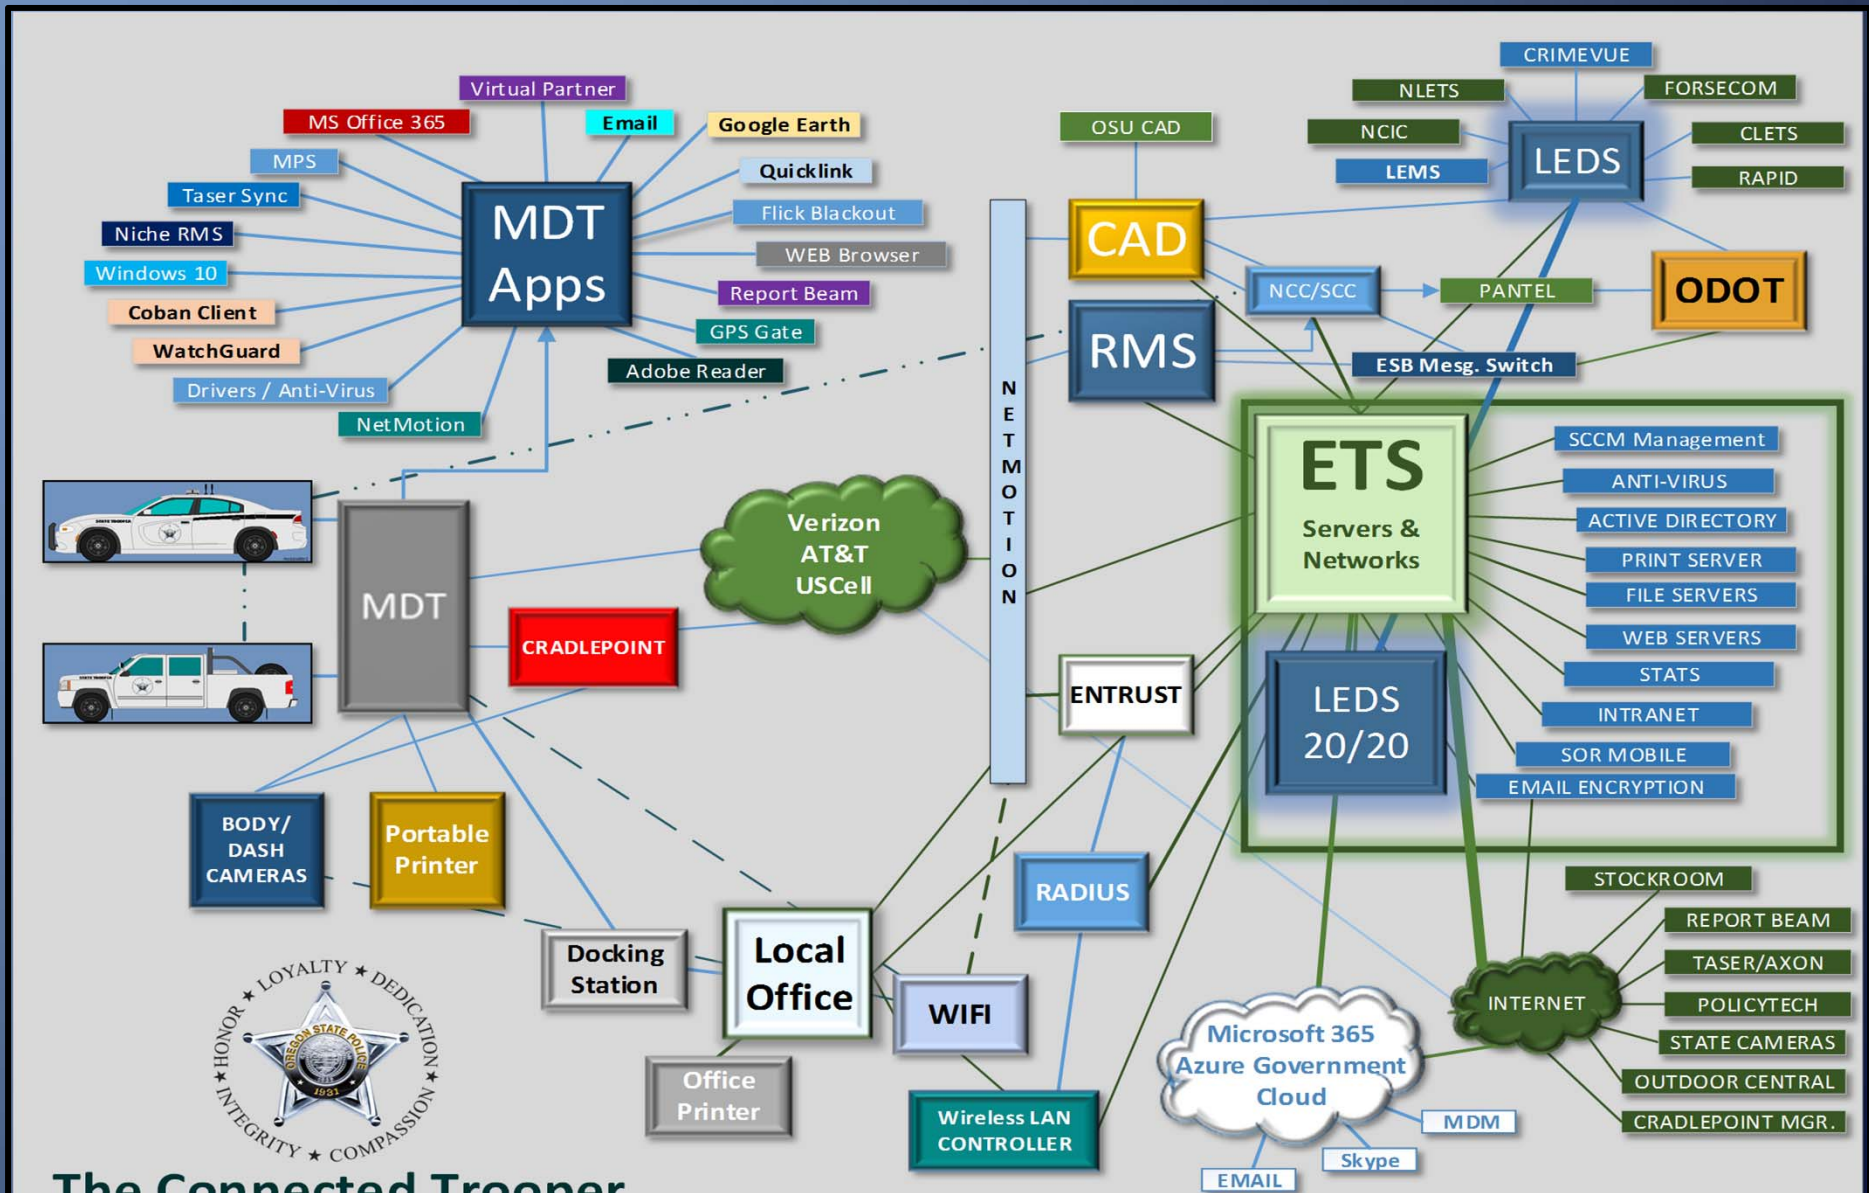 Virtual Partner
MS Office 365
Email
Google Earth
MPS
Quicklink
Taser Sync
Flick Blackout
Niche RMS
WEB Browser
Windows 10
Report Beam
Coban Client
GPS Gate
WatchGuard
Adobe Reader
Drivers / Anti-Virus
NetMotion
MDT
Apps
OSU CAD
CAD
RMS
NETMOTION
CRIMEVUE
NLETS
FORSECOM
NCIC
CLETS
LEMS
RAPID
LEDS
NCC/SCC
PANTEL
ODOT
ESB Mesg. Switch
ETS
Servers &
Networks
SCCM Management
ANTI-VIRUS
ACTIVE DIRECTORY
PRINT SERVER
FILE SERVERS
WEB SERVERS
STATS
INTRANET
SOR MOBILE
EMAIL ENCRYPTION
LEDS
20/20
STATE TROOPER
STATE TROOPER
MDT
Verizon
AT&T
USCell
CRADLEPOINT
ENTRUST
BODY/
DASH
CAMERAS
Portable
Printer
RADIUS
Docking
Station
Local
Office
WIFI
Office
Printer
Wireless LAN
CONTROLLER
Microsoft 365
Azure Government
Cloud
MDM
Skype
EMAIL
INTERNET
STOCKROOM
REPORT BEAM
TASER/AXON
POLICYTECH
STATE CAMERAS
OUTDOOR CENTRAL
CRADLEPOINT MGR.
HONOR ★ LOYALTY ★ DEDICATION ★
INTEGRITY ★ COMPASSION
OREGON STATE POLICE
1931
The Connected Trooper